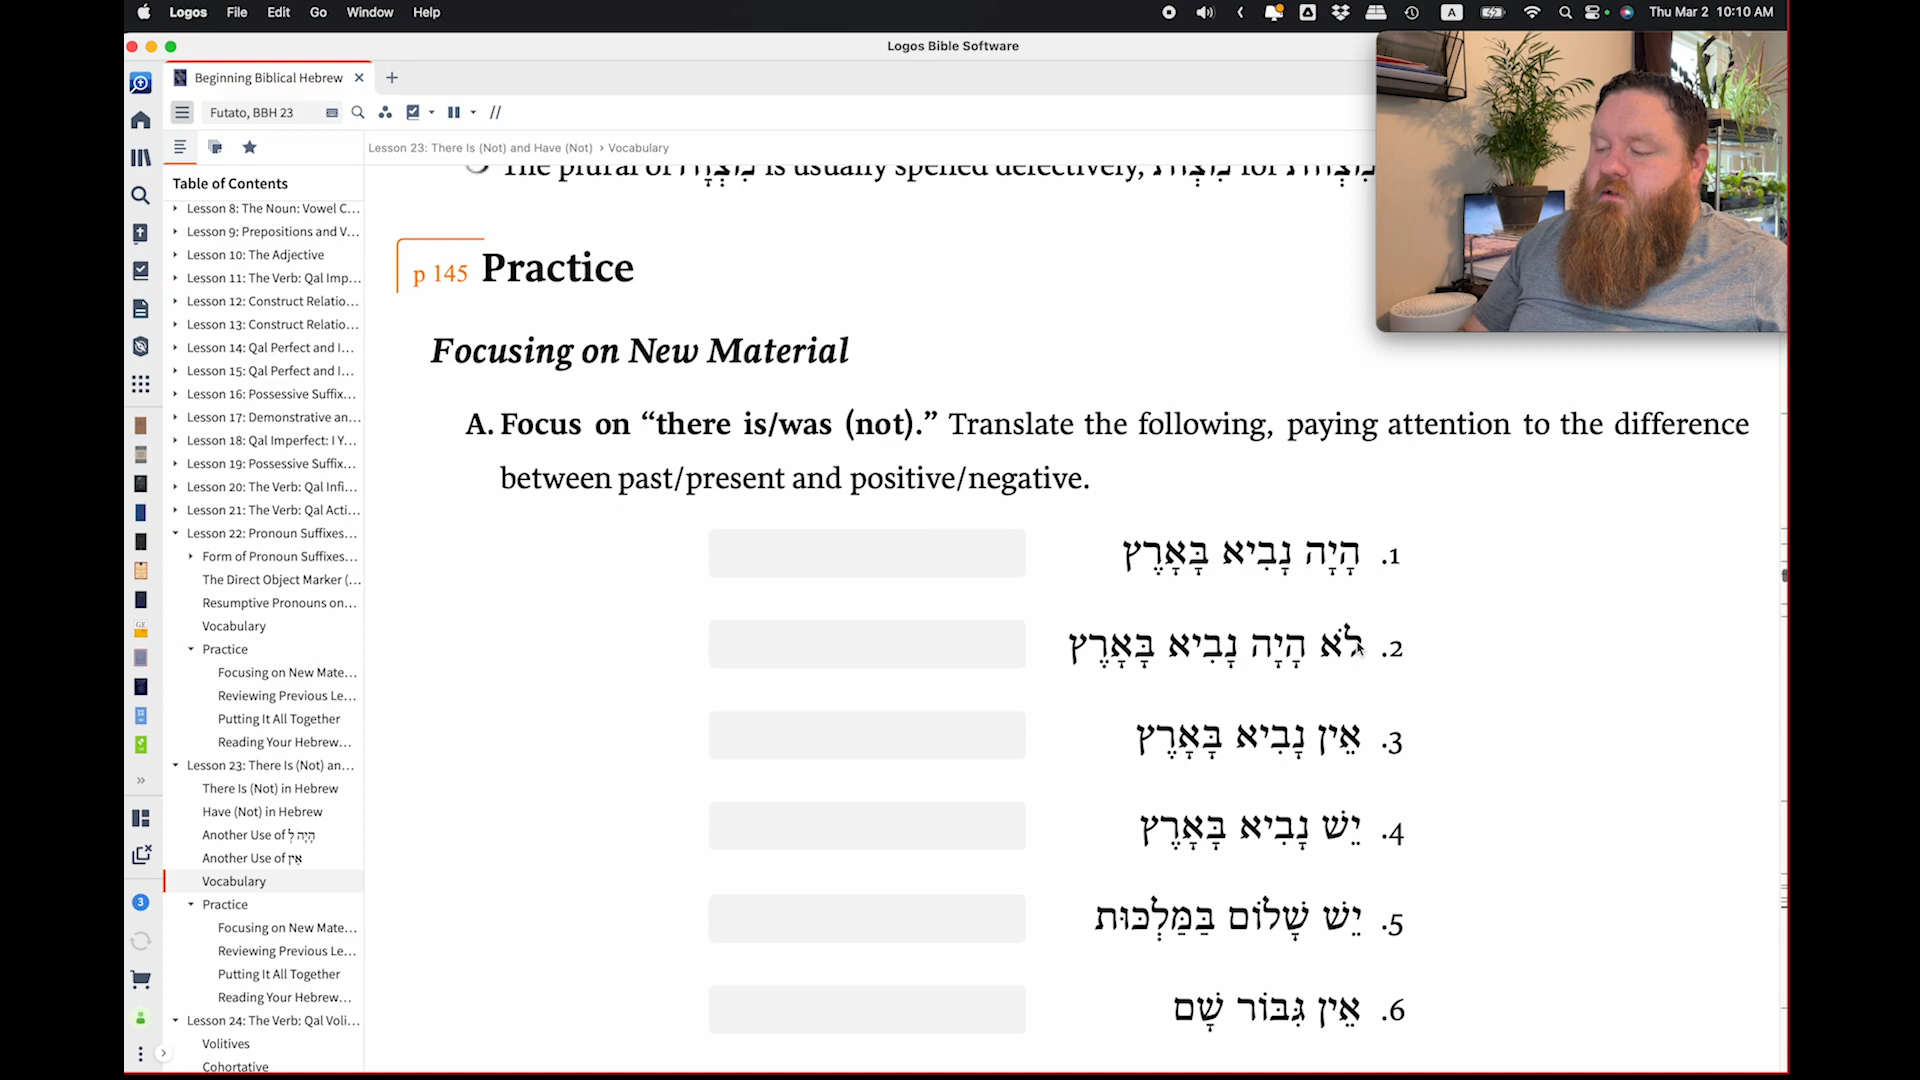 Logos File Edit Go Window Help
A
Thu Mar 2 10:10 AM
Logos Bible Software
Beginning Biblical Hebrew
Futato, BBH 23
Lesson 23: There Is (Not) and Have (Not) › Vocabulary
Table of Contents
Lesson 8: The Noun: Vowel C...
Lesson 9: Prepositions and V...
Lesson 10: The Adjective
Lesson 11: The Verb: Qal Imp...
Lesson 12: Construct Relatio...
Lesson 13: Construct Relatio...
Lesson 14: Qal Perfect and I...
Lesson 15: Qal Perfect and I...
Lesson 16: Possessive Suffix...
Lesson 17: Demonstrative an...
Lesson 18: Qal Imperfect: I Y...
Lesson 19: Possessive Suffix...
Lesson 20: The Verb: Qal Infi...
Lesson 21: The Verb: Qal Acti...
Lesson 22: Pronoun Suffixes...
Form of Pronoun Suffixes...
The Direct Object Marker (...
Resumptive Pronouns on...
Vocabulary
Practice
Focusing on New Mate...
Reviewing Previous Le...
Putting It All Together
Reading Your Hebrew...
Lesson 23: There Is (Not) an...
There Is (Not) in Hebrew
Have (Not) in Hebrew
Another Use of הָיָה לְ
Another Use of אֵין
Vocabulary
Practice
Focusing on New Mate...
Reviewing Previous Le...
Putting It All Together
Reading Your Hebrew...
Lesson 24: The Verb: Qal Voli...
Volitives
Cohortative
GE
3
The plural of מִצְוָה is usually spelled defectively, מִצְוֹת for מִצְווֹת
p 145 Practice
Focusing on New Material
A. Focus on “there is/was (not).” Translate the following, paying attention to the difference
between past/present and positive/negative.
1. הָיָה נָבִיא בָּאָרֶץ
2. לֹא הָיָה נָבִיא בָּאָרֶץ
3. אֵין נָבִיא בָּאָרֶץ
4. יֵשׁ נָבִיא בָּאָרֶץ
5. יֵשׁ שָׁלוֹם בַּמַּלְכוּת
6. אֵין גִּבּוֹר שָׁם